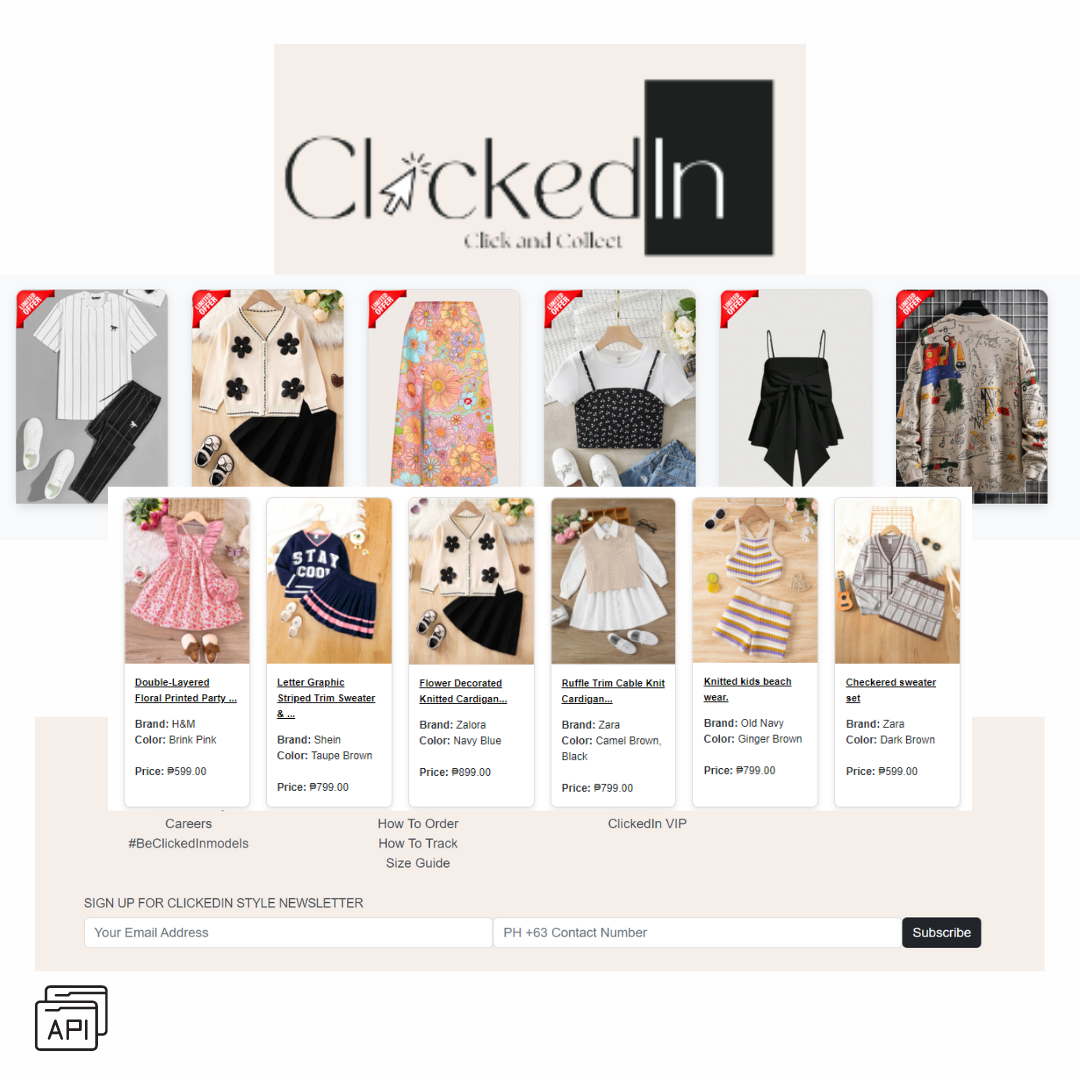 ClickedIn
Click and Collect
LIMITED
OFFER
LIMITED
OFFER
LIMITED
OFFER
LIMITED
OFFER
LIMITED
OFFER
LIMITED
OFFER
STAY
COOL
Double-Layered
Floral Printed Party ...
Brand: H&M
Color: Brink Pink
Price: ₱599.00
Letter Graphic
Striped Trim Sweater
& ...
Brand: Shein
Color: Taupe Brown
Price: ₱799.00
Flower Decorated
Knitted Cardigan...
Brand: Zalora
Color: Navy Blue
Price: ₱899.00
Ruffle Trim Cable Knit
Cardigan...
Brand: Zara
Color: Camel Brown,
Black
Price: ₱799.00
Knitted kids beach
wear.
Brand: Old Navy
Color: Ginger Brown
Price: ₱799.00
Checkered sweater
set
Brand: Zara
Color: Dark Brown
Price: ₱599.00
Careers
#BeClickedInmodels
How To Order
How To Track
Size Guide
ClickedIn VIP
SIGN UP FOR CLICKEDIN STYLE NEWSLETTER
Your Email Address
PH +63 Contact Number
Subscribe
API